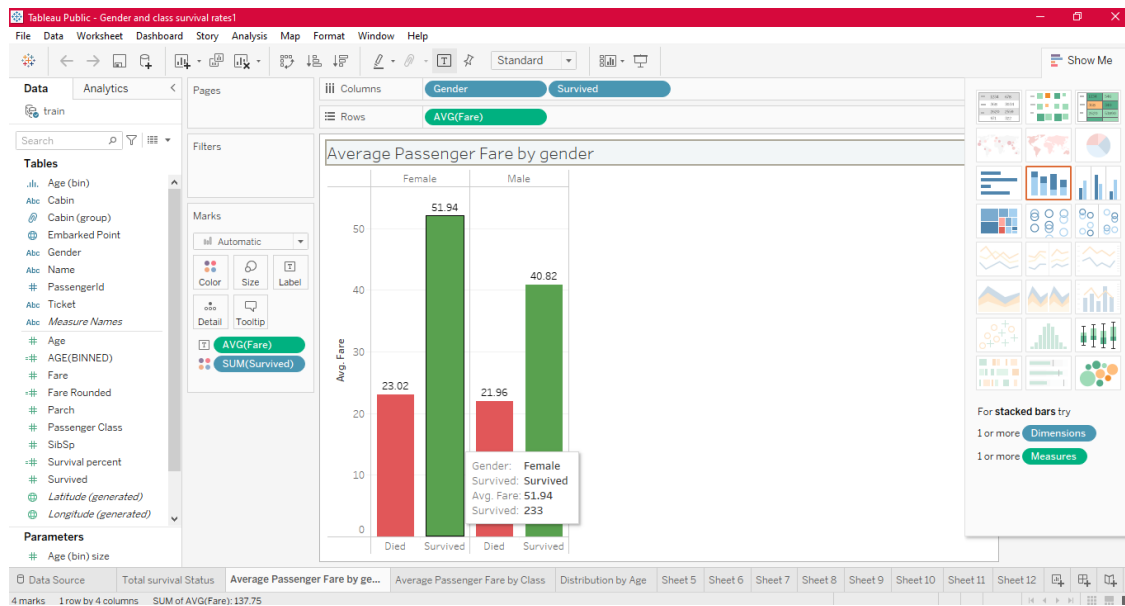 Tableau Public - Gender and class survival rates1
File Data Worksheet Dashboard Story Analysis Map Format Window Help
Standard
Show Me
Data Analytics
train
Search
Tables
Age (bin)
Abc Cabin
Cabin (group)
Embarked Point
Abc Gender
Abc Name
# PassengerId
Abc Ticket
Abc Measure Names
# Age
=# AGE(BINNED)
# Fare
=# Fare Rounded
# Parch
# Passenger Class
# SibSp
=# Survival percent
# Survived
Latitude (generated)
Longitude (generated)
Parameters
# Age (bin) size
Pages
Filters
Marks
Automatic
Color Size Label
Detail Tooltip
AVG(Fare)
SUM(Survived)
Columns Gender Survived
Rows AVG(Fare)
Average Passenger Fare by gender
Female Male
Avg. Fare
50
40
30
20
10
0
23.02
51.94
21.96
40.82
Gender: Female
Survived: Survived
Avg. Fare: 51.94
Survived: 233
Died Survived Died Survived
For stacked bars try
1 or more Dimensions
1 or more Measures
Data Source Total survival Status Average Passenger Fare by ge... Average Passenger Fare by Class Distribution by Age Sheet 5 Sheet 6 Sheet 7 Sheet 8 Sheet 9 Sheet 10 Sheet 11 Sheet 12
4 marks 1 row by 4 columns SUM of AVG(Fare): 137.75